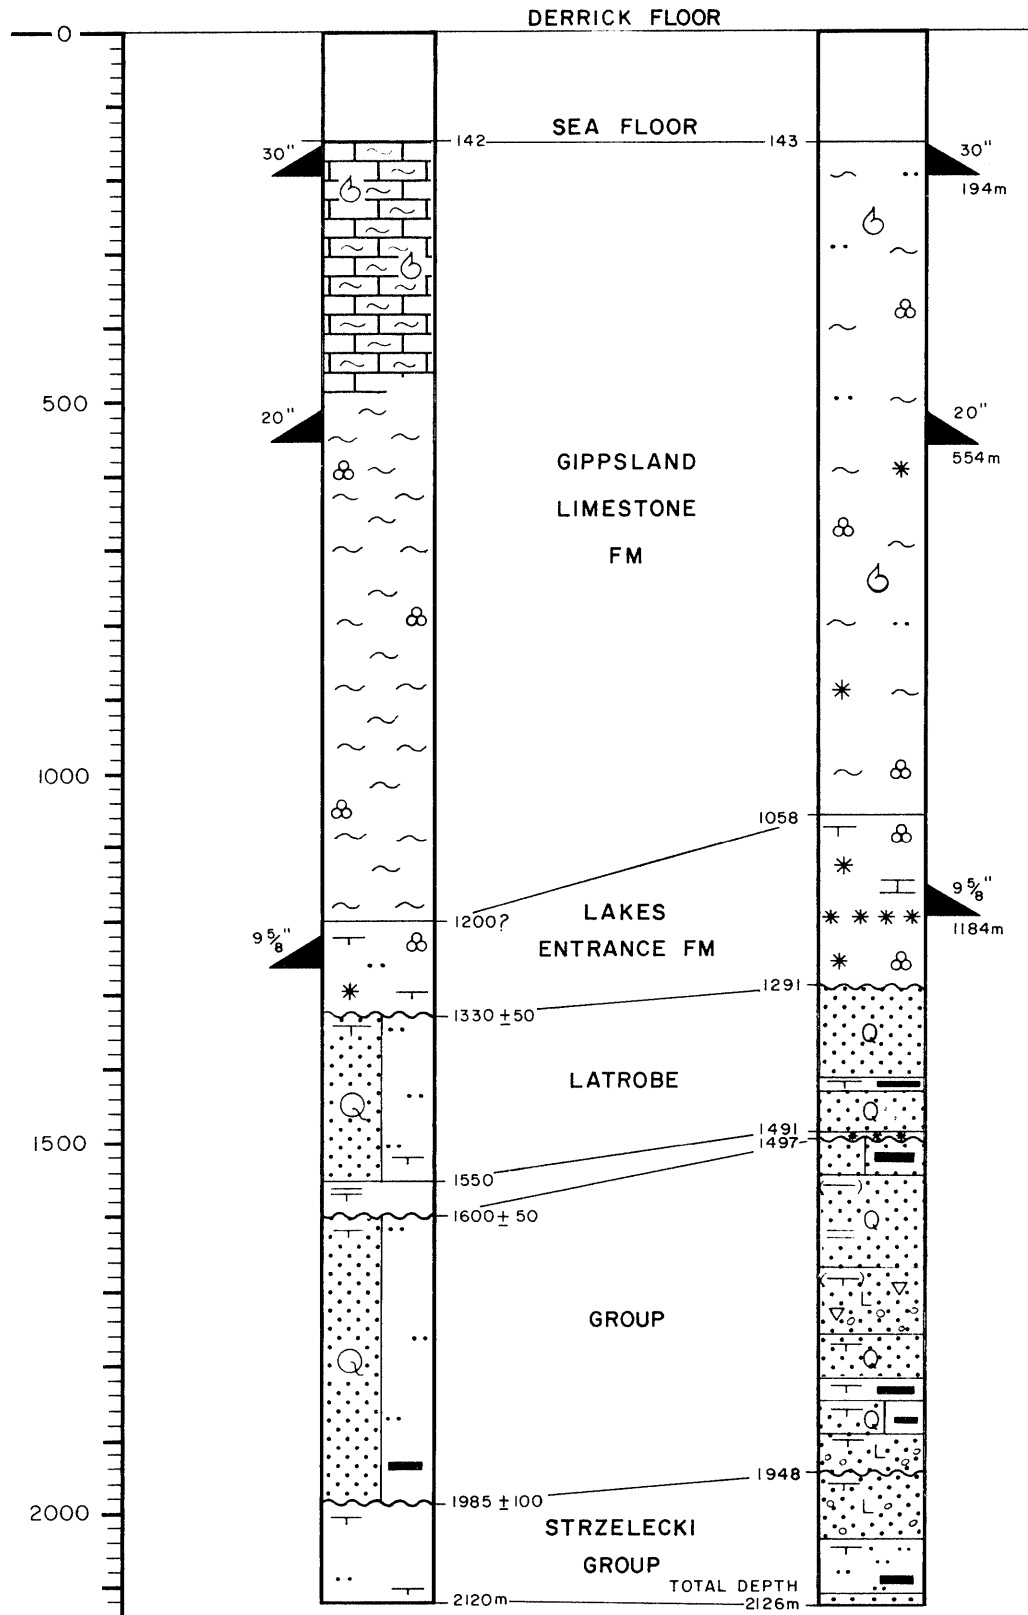 DERRICK FLOOR
0
SEA FLOOR
142
143
30"
30"
194m
500
20"
20"
554m
GIPPSLAND
LIMESTONE
FM
1000
1058
9 5/8"
1184m
1200?
LAKES
ENTRANCE FM
9 5/8"
1291
1330 ±50
Q
LATROBE
Q
Q
1491
1500
1497
1550
1600±50
Q
GROUP
L
Q
Q
Q
L
1948
1985 ±100
2000
L
STRZELECKI
GROUP
TOTAL DEPTH
2120m
2126m